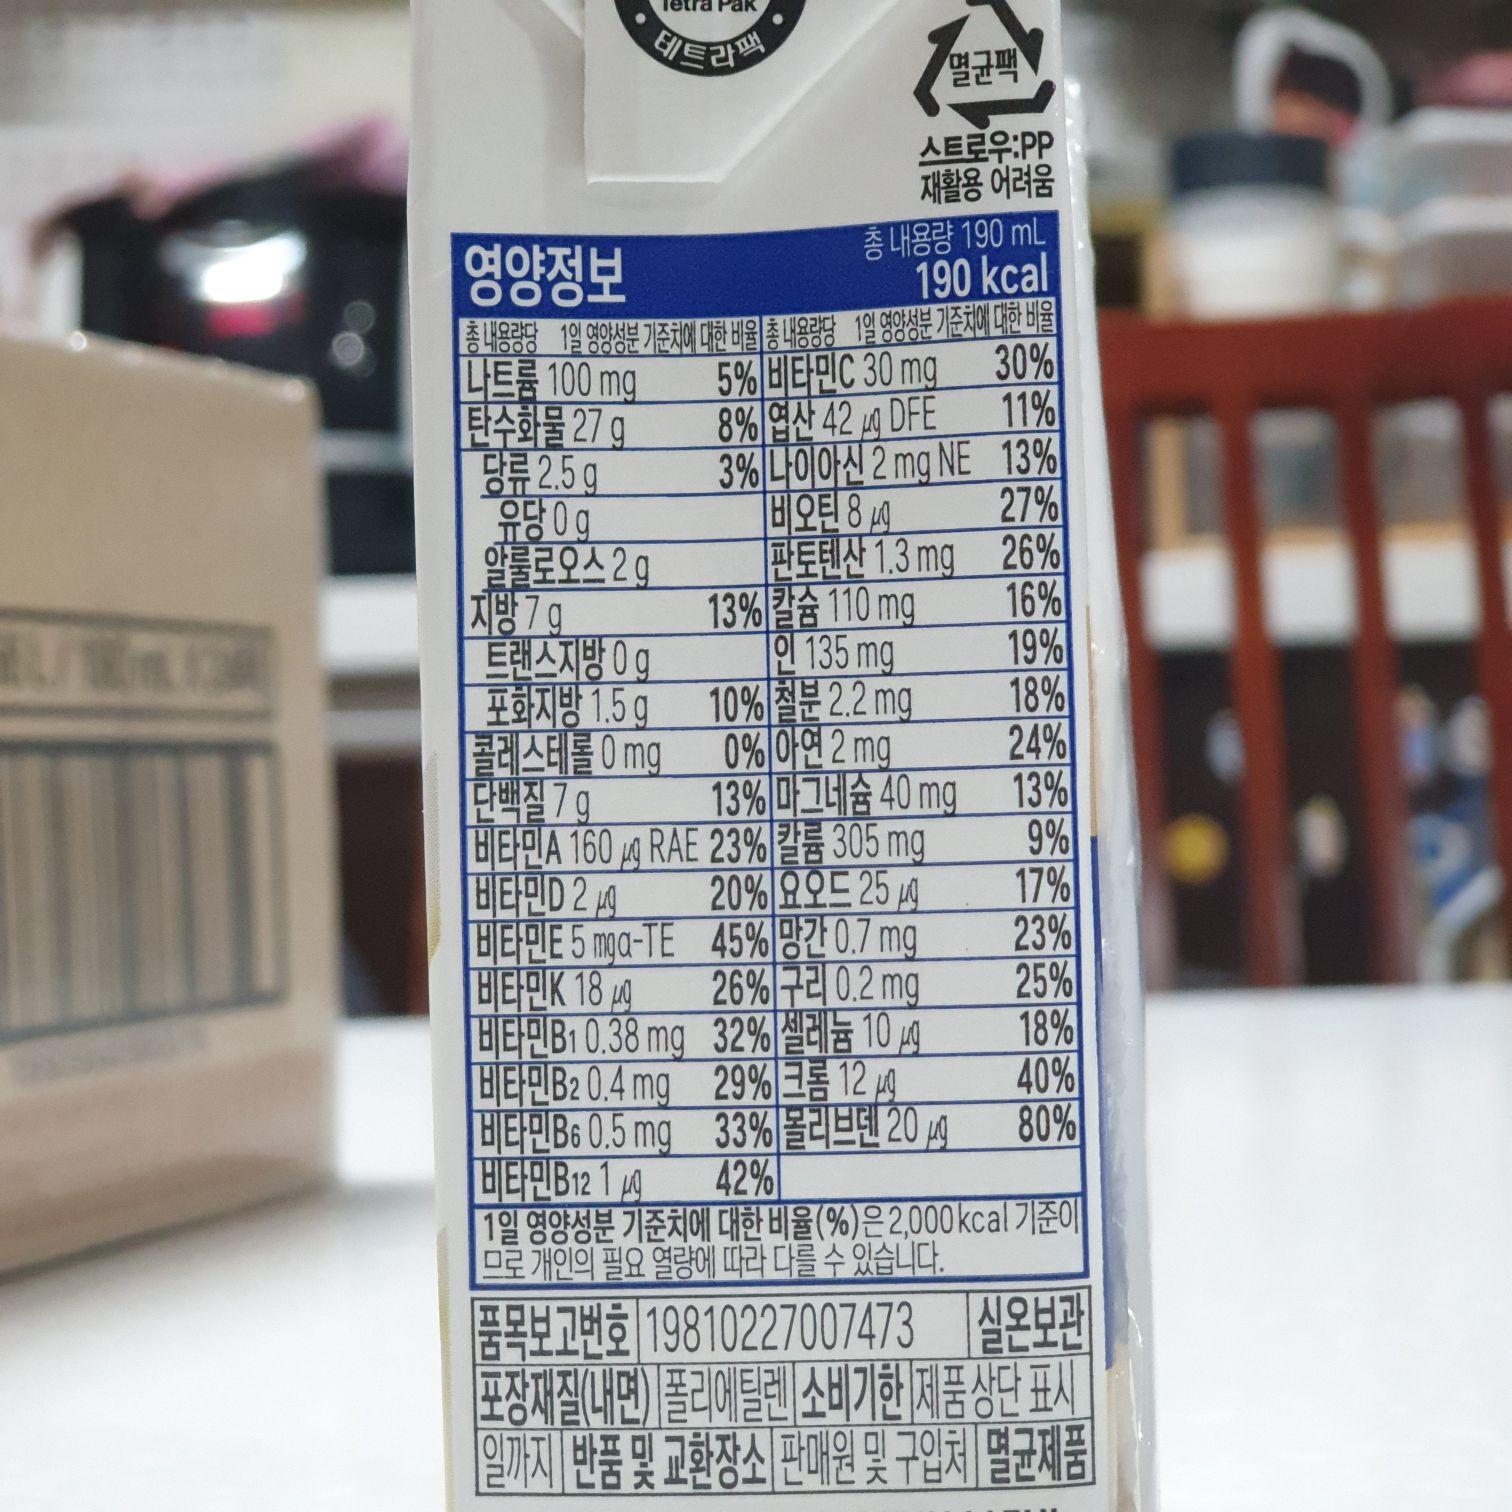 Tetra Pak
테트라팩
멸균팩
스트로우:PP
재활용 어려움
영양정보
총 내용량 190 mL
190 kcal
총 내용량당 1일 영양성분 기준치에 대한 비율 총 내용량당 1일 영양성분 기준치에 대한 비율
나트륨 100 mg 5% 비타민C 30 mg 30%
탄수화물 27 g 8% 엽산 42 ㎍ DFE 11%
당류 2.5 g 3% 나이아신 2 mg NE 13%
유당 0 g 비오틴 8 ㎍ 27%
알룰로오스 2 g 판토텐산 1.3 mg 26%
지방 7 g 13% 칼슘 110 mg 16%
트랜스지방 0 g 인 135 mg 19%
포화지방 1.5 g 10% 철분 2.2 mg 18%
콜레스테롤 0 mg 0% 아연 2 mg 24%
단백질 7 g 13% 마그네슘 40 mg 13%
비타민A 160 ㎍ RAE 23% 칼륨 305 mg 9%
비타민D 2 ㎍ 20% 요오드 25 ㎍ 17%
비타민E 5 mgα-TE 45% 망간 0.7 mg 23%
비타민K 18 ㎍ 26% 구리 0.2 mg 25%
비타민B1 0.38 mg 32% 셀레늄 10 ㎍ 18%
비타민B2 0.4 mg 29% 크롬 12 ㎍ 40%
비타민B6 0.5 mg 33% 몰리브덴 20 ㎍ 80%
비타민B12 1 ㎍ 42%
1일 영양성분 기준치에 대한 비율(%)은 2,000 kcal 기준이
므로 개인의 필요 열량에 따라 다를 수 있습니다.
품목보고번호 19810227007473 실온보관
포장재질(내면) 폴리에틸렌 소비기한 제품상단 표시
일까지 반품 및 교환장소 판매원 및 구입처 멸균제품